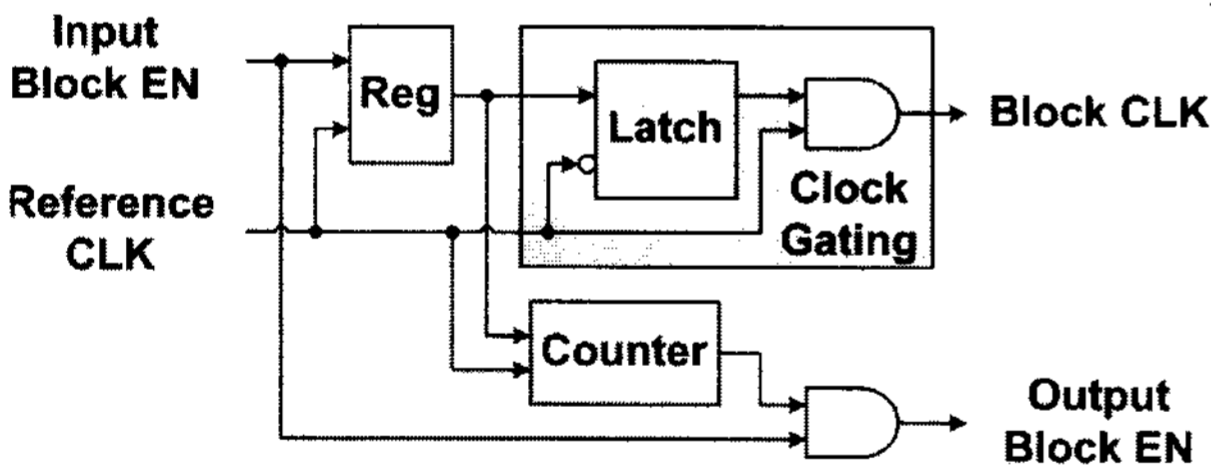 Input
Block EN
Reg
Latch
Block CLK
Reference
CLK
Clock
Gating
Counter
Output
Block EN